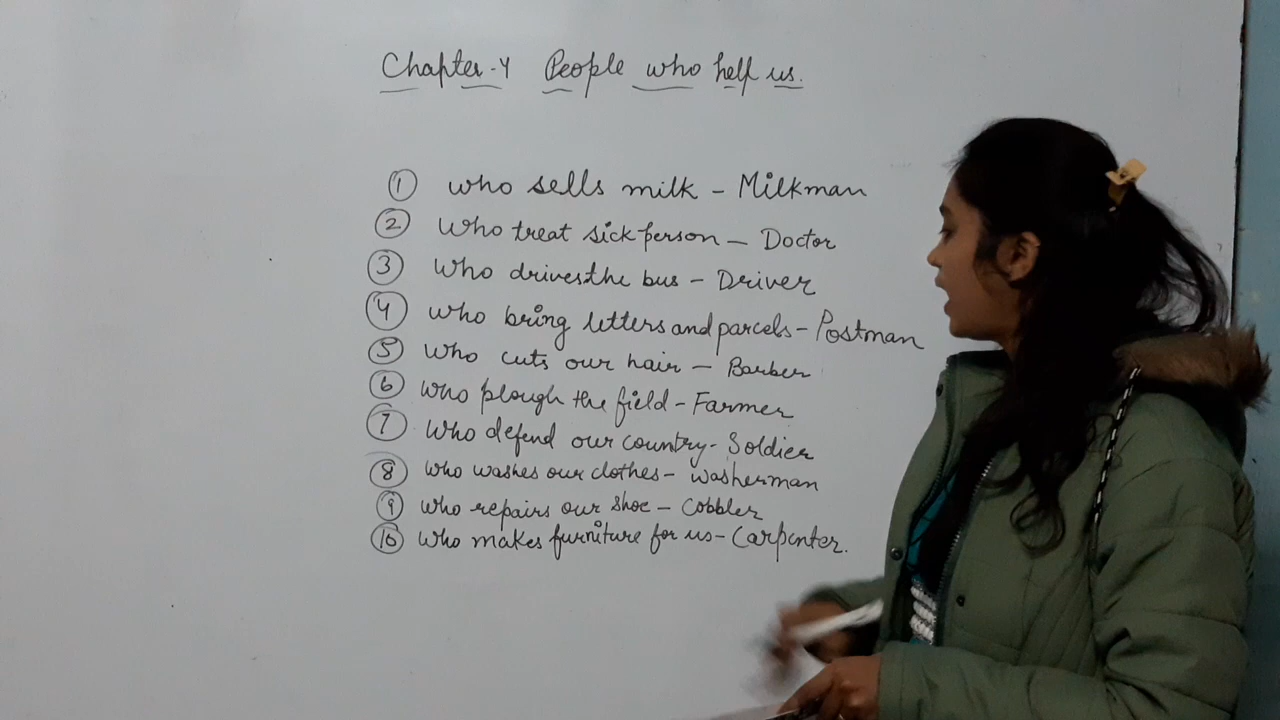 Chapter-4 People who help us.
① who sells milk - Milkman
② Who treat sick person - Doctor
③ Who drives the bus - Driver
④ who bring letters and parcels - Postman
⑤ who cuts our hair - Barber
⑥ who plough the field - Farmer
⑦ who defend our country - Soldier
⑧ who washes our clothes - washerman
⑨ who repairs our shoe - Cobbler
⑩ who makes furniture for us - Carpenter.